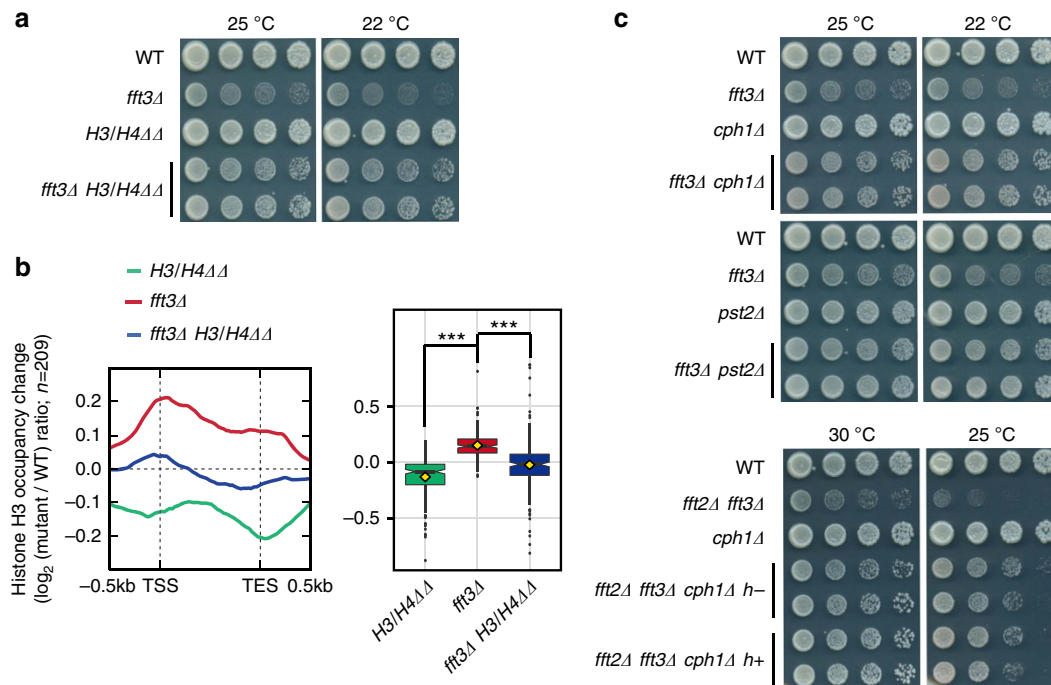 a
25 °C 22 °C
WT
fft3Δ
H3/H4ΔΔ
fft3Δ H3/H4ΔΔ
b
H3/H4ΔΔ
fft3Δ
fft3Δ H3/H4ΔΔ
Histone H3 occupancy change
(log2 (mutant / WT) ratio; n=209)
0.2
0.1
0.0
–0.1
–0.2
–0.5kb TSS TES 0.5kb
*** ***
0.5
0.0
–0.5
H3/H4ΔΔ
fft3Δ
fft3Δ H3/H4ΔΔ
c
25 °C 22 °C
WT
fft3Δ
cph1Δ
fft3Δ cph1Δ
WT
fft3Δ
pst2Δ
fft3Δ pst2Δ
30 °C 25 °C
WT
fft2Δ fft3Δ
cph1Δ
fft2Δ fft3Δ cph1Δ h–
fft2Δ fft3Δ cph1Δ h+